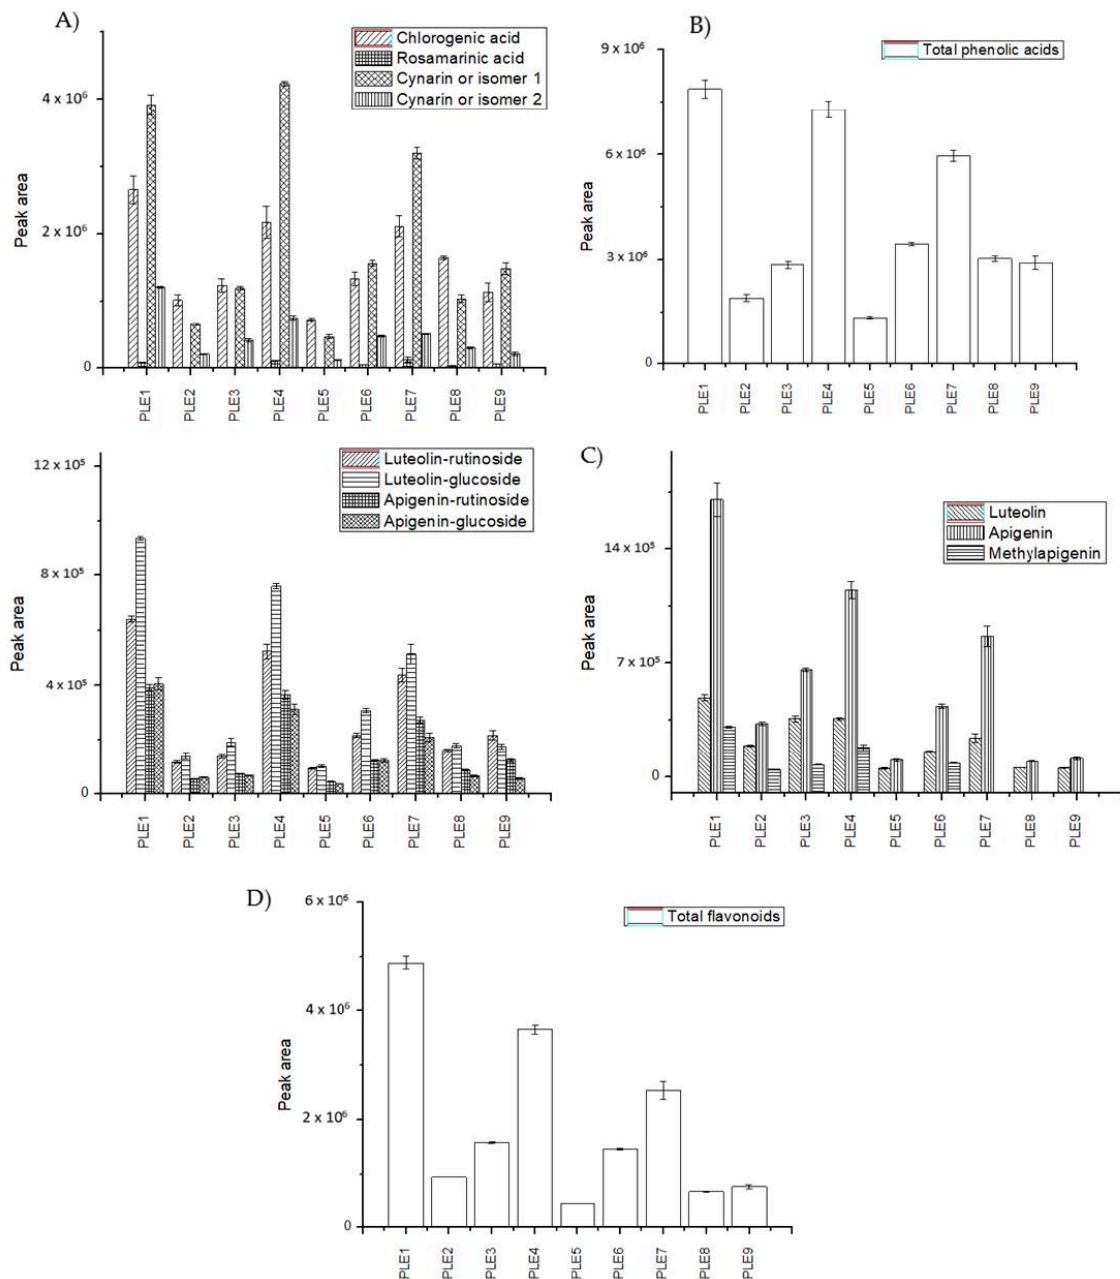 A)
Chlorogenic acid
Rosamarinic acid
Cynarin or isomer 1
Cynarin or isomer 2
4 x 10⁶
2 x 10⁶
0
Peak area
PLE1 PLE2 PLE3 PLE4 PLE5 PLE6 PLE7 PLE8 PLE9
B)
Total phenolic acids
9 x 10⁶
6 x 10⁶
3 x 10⁶
0
Peak area
PLE1 PLE2 PLE3 PLE4 PLE5 PLE6 PLE7 PLE8 PLE9
Luteolin-rutinoside
Luteolin-glucoside
Apigenin-rutinoside
Apigenin-glucoside
12 x 10⁵
8 x 10⁵
4 x 10⁵
0
Peak area
PLE1 PLE2 PLE3 PLE4 PLE5 PLE6 PLE7 PLE8 PLE9
C)
Luteolin
Apigenin
Methylapigenin
14 x 10⁵
7 x 10⁵
0
Peak area
PLE1 PLE2 PLE3 PLE4 PLE5 PLE6 PLE7 PLE8 PLE9
D)
Total flavonoids
6 x 10⁶
4 x 10⁶
2 x 10⁶
0
Peak area
PLE1 PLE2 PLE3 PLE4 PLE5 PLE6 PLE7 PLE8 PLE9